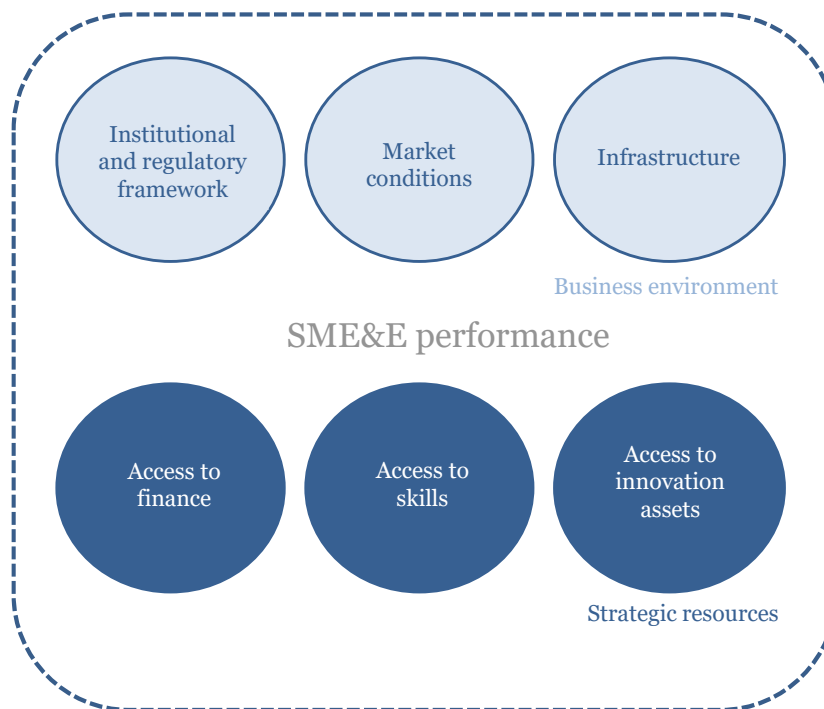 Institutional
and regulatory
framework
Market
conditions
Infrastructure
Business environment
SME&E performance
Access to
finance
Access to
skills
Access to
innovation
assets
Strategic resources